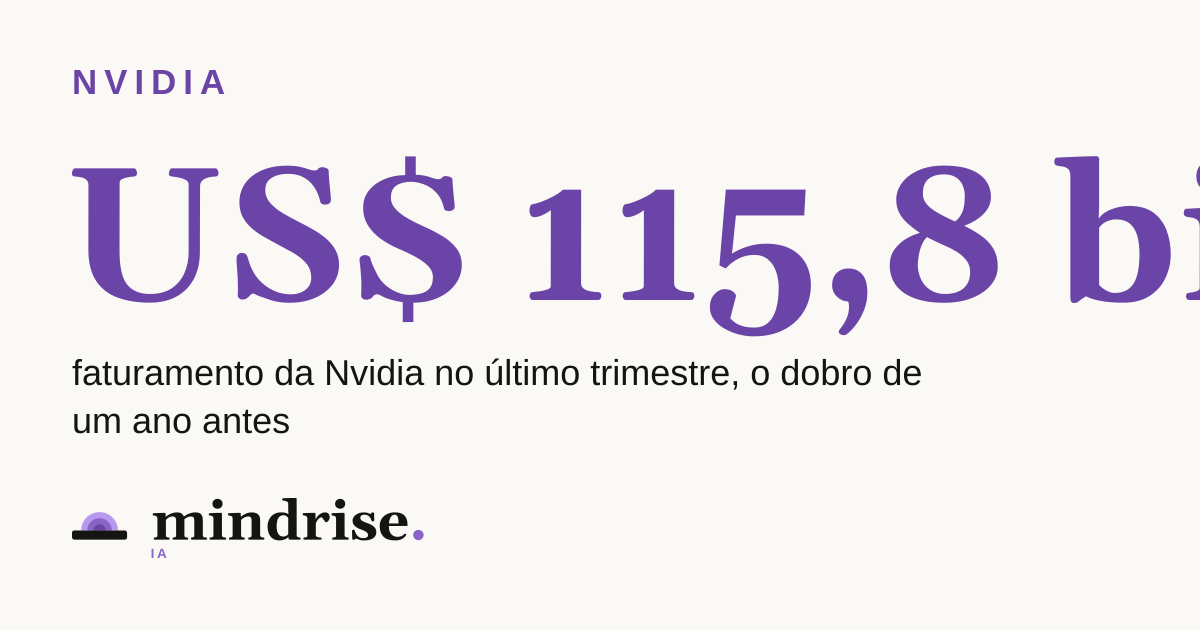 NVIDIA
US$ 115,8 bi
faturamento da Nvidia no último trimestre, o dobro de
um ano antes
mindrise.
IA